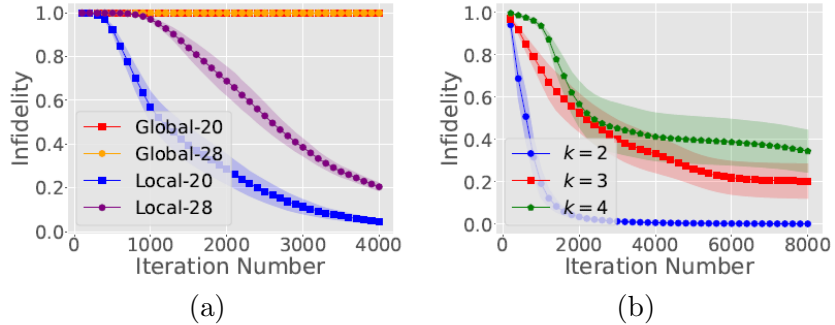 1.0
0.8
0.6
0.4
0.2
0.0
Infidelity
Global-20
Global-28
Local-20
Local-28
0 1000 2000 3000 4000
Iteration Number
(a)
1.0
0.8
0.6
0.4
0.2
0.0
Infidelity
k = 2
k = 3
k = 4
0 2000 4000 6000 8000
Iteration Number
(b)